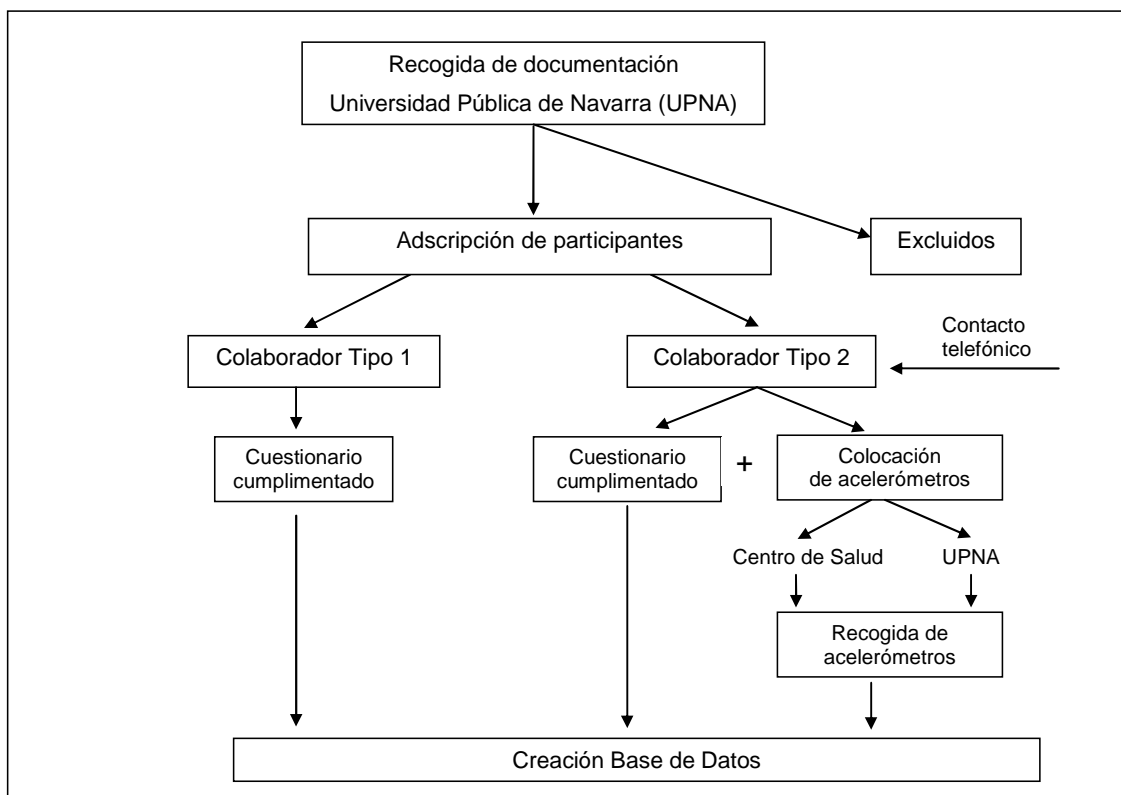 Recogida de documentación
Universidad Pública de Navarra (UPNA)
Adscripción de participantes
Excluidos
Contacto
telefónico
Colaborador Tipo 1
Colaborador Tipo 2
Cuestionario
cumplimentado
Cuestionario
cumplimentado
+
Colocación
de acelerómetros
Centro de Salud
UPNA
Recogida de
acelerómetros
Creación Base de Datos